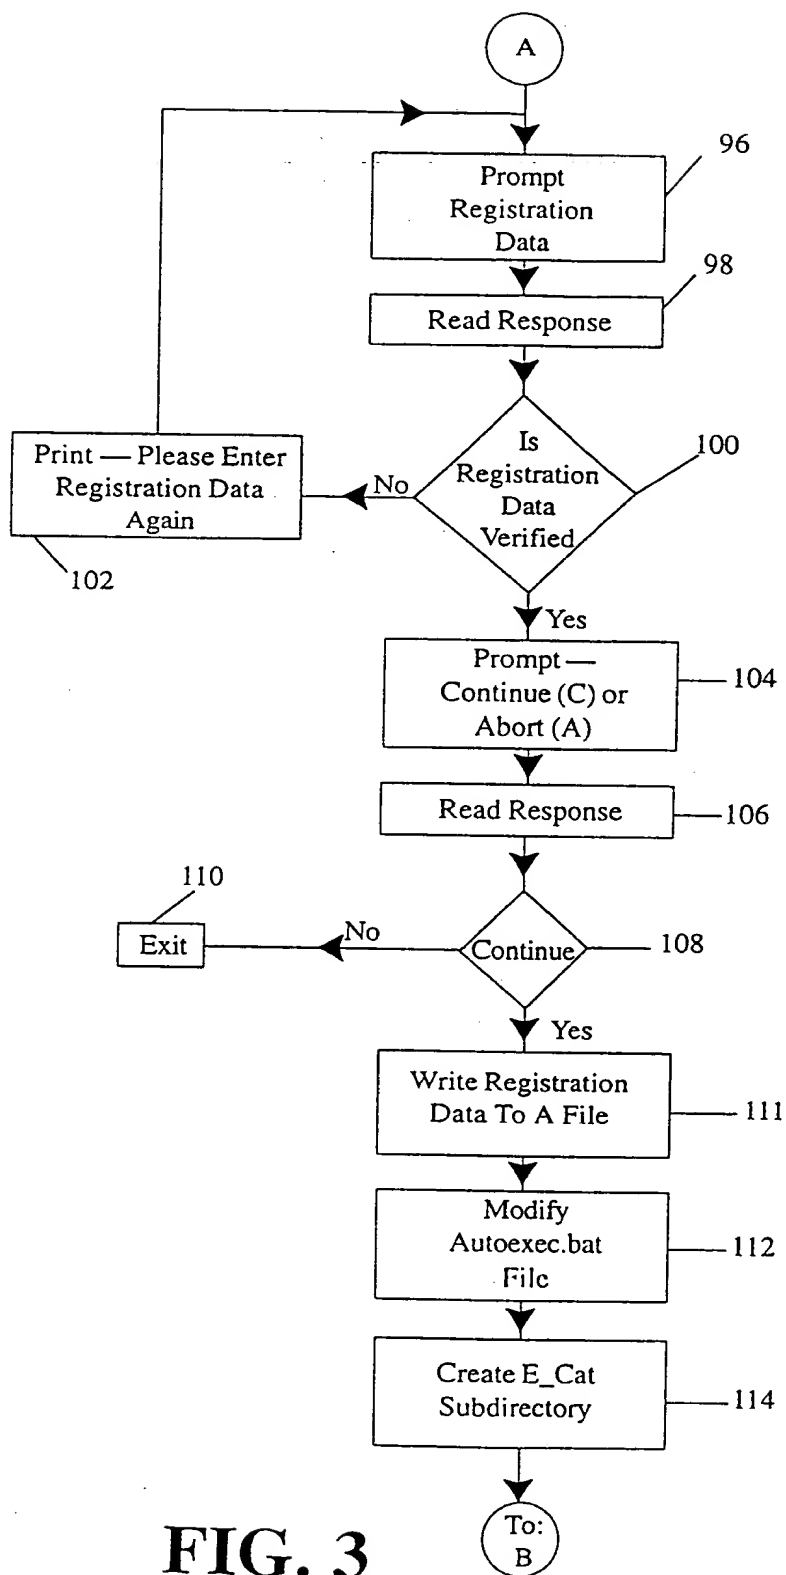 A
Prompt
Registration
Data
96
Read Response
98
Is
Registration
Data
Verified
100
No
Print — Please Enter
Registration Data
Again
102
Yes
Prompt —
Continue (C) or
Abort (A)
104
Read Response
106
Continue
108
No
110
Exit
Yes
Write Registration
Data To A File
111
Modify
Autoexec.bat
File
112
Create E_Cat
Subdirectory
114
To:
B
FIG. 3